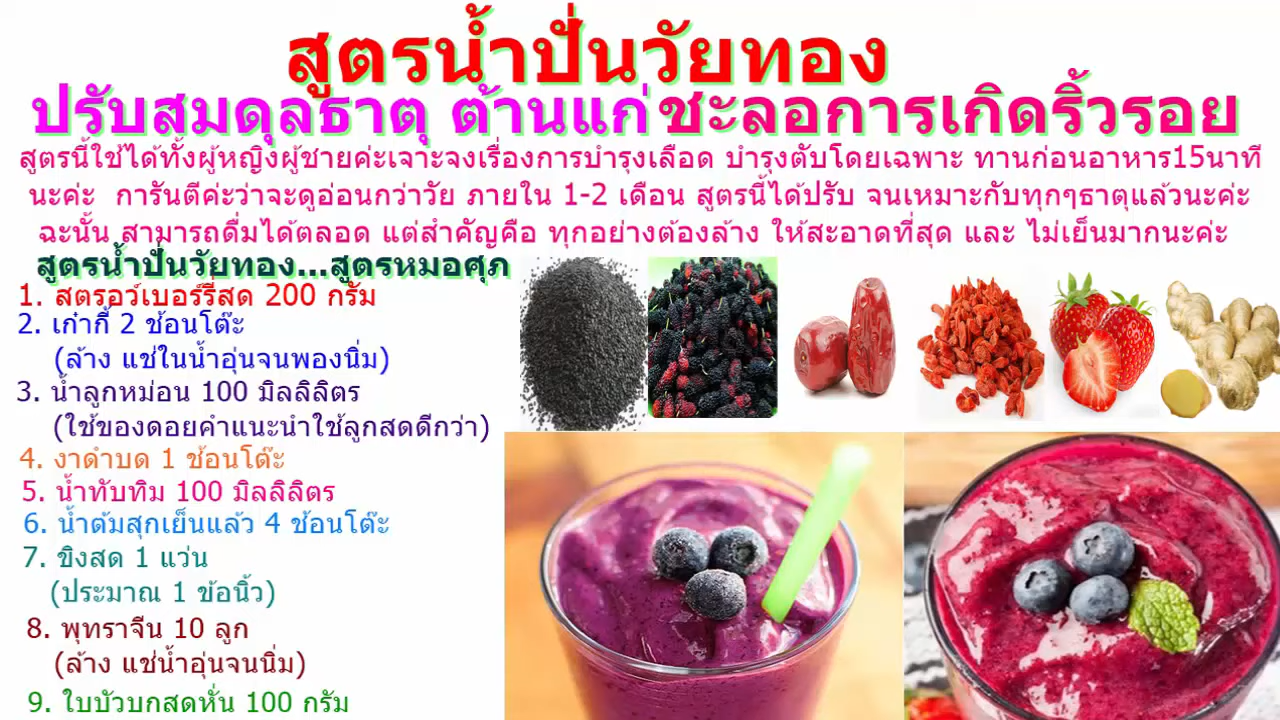 สูตรน้ำปั่นวัยทอง
ปรับสมดุลธาตุ ต้านแก่ ชะลอการเกิดริ้วรอย
สูตรนี้ใช้ได้ทั้งผู้หญิงผู้ชายค่ะเจาะจงเรื่องการบำรุงเลือด บำรุงตับโดยเฉพาะ ทานก่อนอาหาร15นาที
นะค่ะ การันตีค่ะว่าจะดูอ่อนกว่าวัย ภายใน 1-2 เดือน สูตรนี้ได้ปรับ จนเหมาะกับทุกๆธาตุแล้วนะค่ะ
ฉะนั้น สามารถดื่มได้ตลอด แต่สำคัญคือ ทุกอย่างต้องล้าง ให้สะอาดที่สุด และ ไม่เย็นมากนะค่ะ
สูตรน้ำปั่นวัยทอง...สูตรหมอศุภ
1. สตรอว์เบอร์รี่สด 200 กรัม
2. เก๋ากี้ 2 ช้อนโต๊ะ
(ล้าง แช่ในน้ำอุ่นจนพองนิ่ม)
3. น้ำลูกหม่อน 100 มิลลิลิตร
(ใช้ของดอยคำแนะนำใช้ลูกสดดีกว่า)
4. งาดำบด 1 ช้อนโต๊ะ
5. น้ำทับทิม 100 มิลลิลิตร
6. น้ำต้มสุกเย็นแล้ว 4 ช้อนโต๊ะ
7. ขิงสด 1 แว่น
(ประมาณ 1 ข้อนิ้ว)
8. พุทราจีน 10 ลูก
(ล้าง แช่น้ำอุ่นจนนิ่ม)
9. ใบบัวบกสดหั่น 100 กรัม